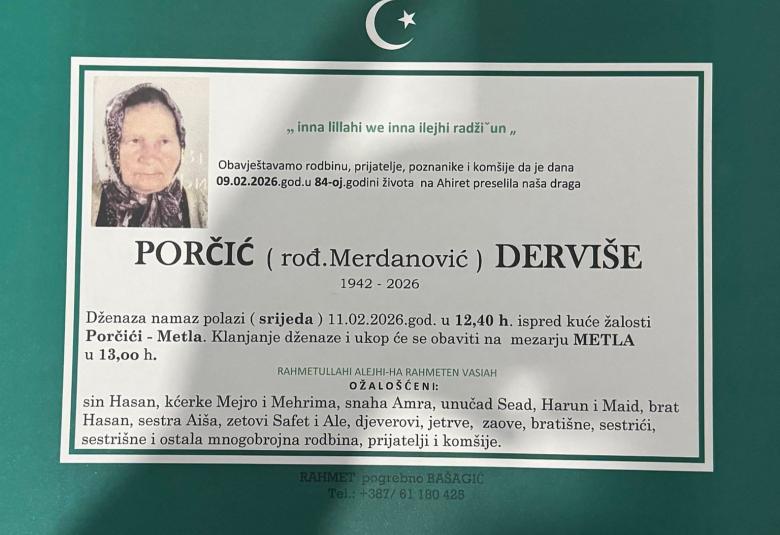 „ inna lillahi we inna ilejhi radži˘un „
Obavještavamo rodbinu, prijatelje, poznanike i komšije da je dana
09.02.2026.god.u 84-oj.godini života na Ahiret preselila naša draga
PORČIĆ ( rođ.Merdanović ) DERVIŠE
1942 - 2026
Dženaza namaz polazi ( srijeda ) 11.02.2026.god. u 12,40 h. ispred kuće žalosti
Porčići - Metla. Klanjanje dženaze i ukop će se obaviti na mezarju METLA
u 13,oo h.
RAHMETULLAHI ALEJHI-HA RAHMETEN VASIAH
OŽALOŠĆENI:
sin Hasan, kćerke Mejro i Mehrima, snaha Amra, unučad Sead, Harun i Maid, brat
Hasan, sestra Aiša, zetovi Safet i Ale, djeverovi, jetrve, zaove, bratišne, sestrići,
sestrišne i ostala mnogobrojna rodbina, prijatelji i komšije.
RAHMET pogrebno BAŠAGIĆ
Tel.: +387/ 61 180 428